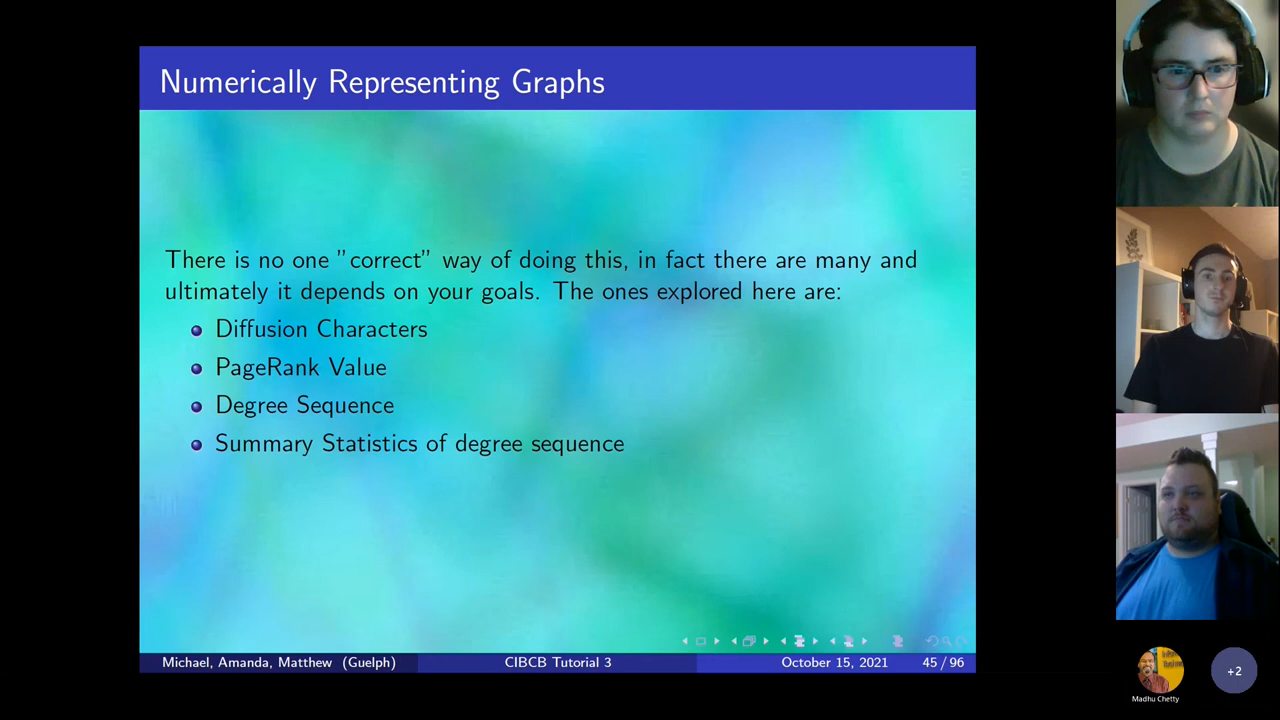 Numerically Representing Graphs
There is no one ”corre” way of doing this, in fact there are many and
ultimately it depends on your goals. The ones explored here are:
Diffusion Characters
PageRank Value
Degree Sequence
Summary Statistics of degree sequence
Michael, Amanda, Matthew (Guelph) CIBCB Tutorial 3 October 15, 2021 45 / 96
Madhu Chetty
+2